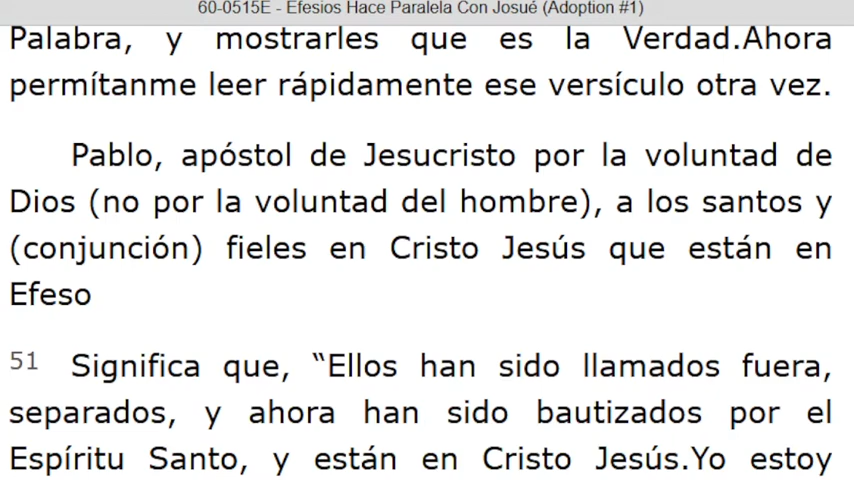 60-0515E - Efesios Hace Paralela Con Josué (Adoption #1)
Palabra, y mostrarles que es la Verdad.Ahora
permítanme leer rápidamente ese versículo otra vez.
Pablo, apóstol de Jesucristo por la voluntad de
Dios (no por la voluntad del hombre), a los santos y
(conjunción) fieles en Cristo Jesús que están en
Efeso
51 Significa que, “Ellos han sido llamados fuera,
separados, y ahora han sido bautizados por el
Espíritu Santo, y están en Cristo Jesús.Yo estoy